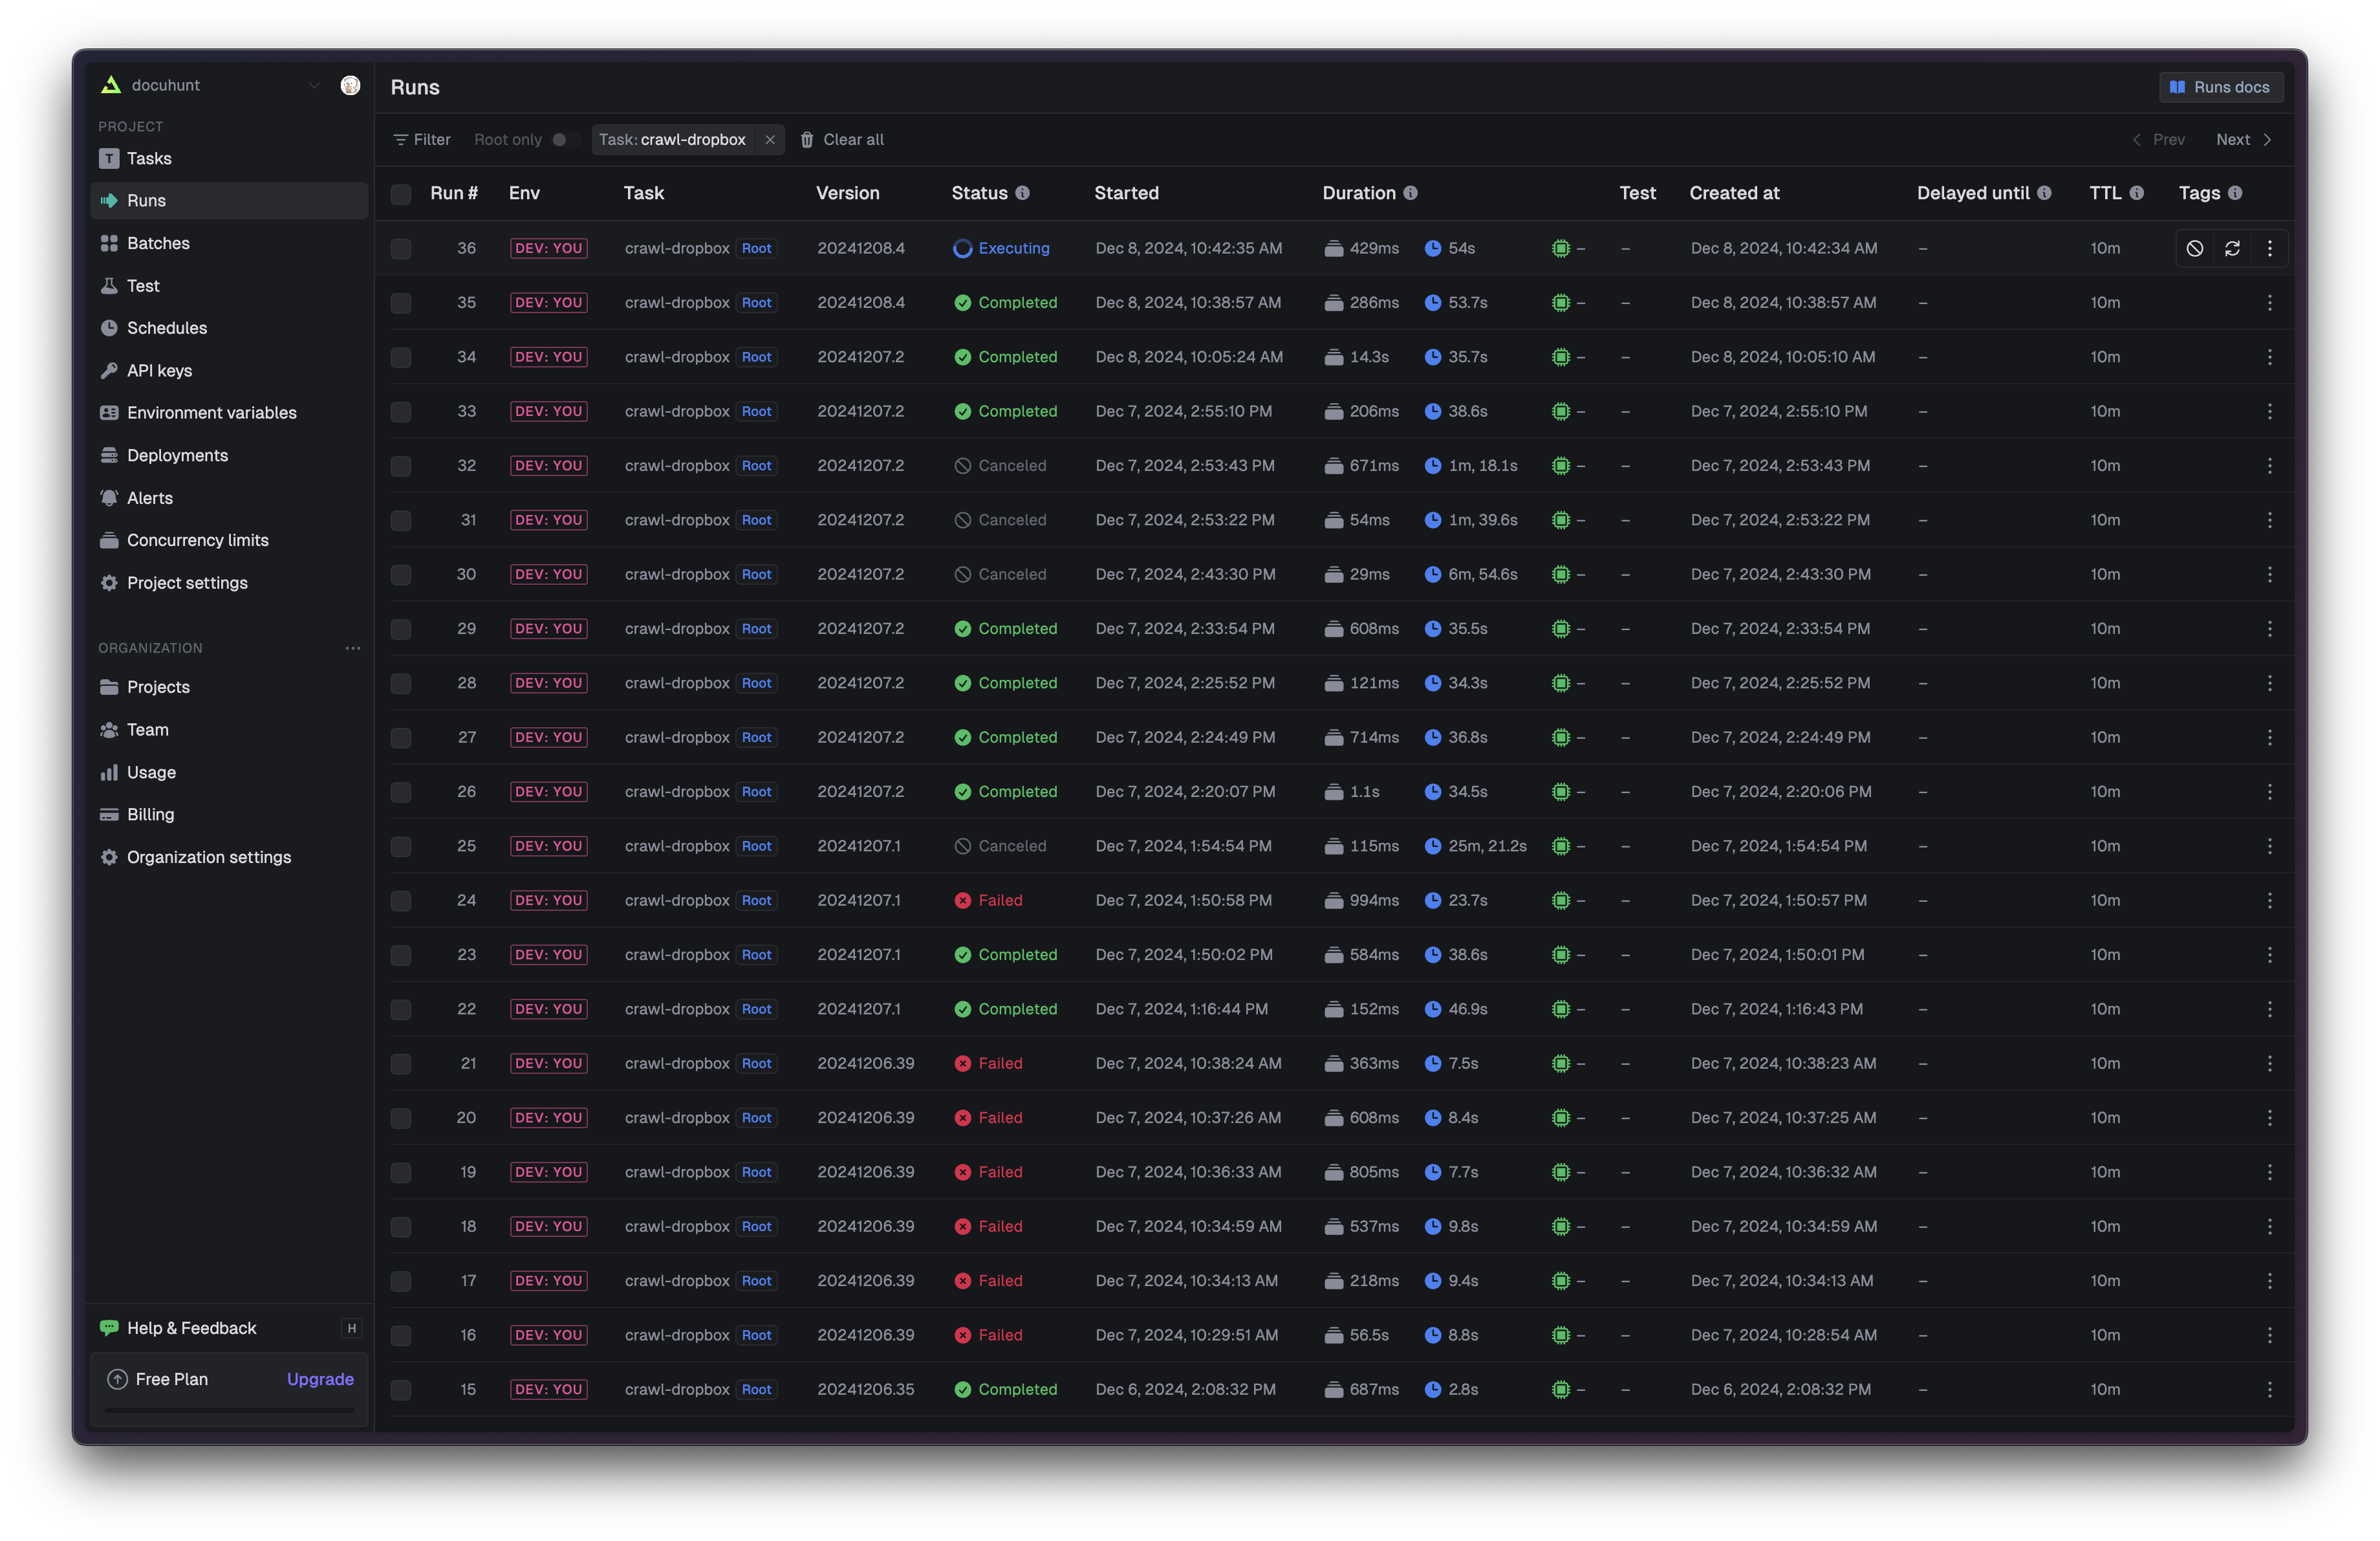 docuhunt
PROJECT
Tasks
Runs
Batches
Test
Schedules
API keys
Environment variables
Deployments
Alerts
Concurrency limits
Project settings
ORGANIZATION
Projects
Team
Usage
Billing
Organization settings
Help & Feedback H
Free Plan Upgrade
Runs Runs docs
Filter Root only Task: crawl-dropbox Clear all Prev Next
Run # Env Task Version Status Started Duration Test Created at Delayed until TTL Tags
36 DEV: YOU crawl-dropbox Root 20241208.4 Executing Dec 8, 2024, 10:42:35 AM 429ms 54s – – Dec 8, 2024, 10:42:34 AM – 10m
35 DEV: YOU crawl-dropbox Root 20241208.4 Completed Dec 8, 2024, 10:38:57 AM 286ms 53.7s – – Dec 8, 2024, 10:38:57 AM – 10m
34 DEV: YOU crawl-dropbox Root 20241207.2 Completed Dec 8, 2024, 10:05:24 AM 14.3s 35.7s – – Dec 8, 2024, 10:05:10 AM – 10m
33 DEV: YOU crawl-dropbox Root 20241207.2 Completed Dec 7, 2024, 2:55:10 PM 206ms 38.6s – – Dec 7, 2024, 2:55:10 PM – 10m
32 DEV: YOU crawl-dropbox Root 20241207.2 Canceled Dec 7, 2024, 2:53:43 PM 671ms 1m, 18.1s – – Dec 7, 2024, 2:53:43 PM – 10m
31 DEV: YOU crawl-dropbox Root 20241207.2 Canceled Dec 7, 2024, 2:53:22 PM 54ms 1m, 39.6s – – Dec 7, 2024, 2:53:22 PM – 10m
30 DEV: YOU crawl-dropbox Root 20241207.2 Canceled Dec 7, 2024, 2:43:30 PM 29ms 6m, 54.6s – – Dec 7, 2024, 2:43:30 PM – 10m
29 DEV: YOU crawl-dropbox Root 20241207.2 Completed Dec 7, 2024, 2:33:54 PM 608ms 35.5s – – Dec 7, 2024, 2:33:54 PM – 10m
28 DEV: YOU crawl-dropbox Root 20241207.2 Completed Dec 7, 2024, 2:25:52 PM 121ms 34.3s – – Dec 7, 2024, 2:25:52 PM – 10m
27 DEV: YOU crawl-dropbox Root 20241207.2 Completed Dec 7, 2024, 2:24:49 PM 714ms 36.8s – – Dec 7, 2024, 2:24:49 PM – 10m
26 DEV: YOU crawl-dropbox Root 20241207.2 Completed Dec 7, 2024, 2:20:07 PM 1.1s 34.5s – – Dec 7, 2024, 2:20:06 PM – 10m
25 DEV: YOU crawl-dropbox Root 20241207.1 Canceled Dec 7, 2024, 1:54:54 PM 115ms 25m, 21.2s – – Dec 7, 2024, 1:54:54 PM – 10m
24 DEV: YOU crawl-dropbox Root 20241207.1 Failed Dec 7, 2024, 1:50:58 PM 994ms 23.7s – – Dec 7, 2024, 1:50:57 PM – 10m
23 DEV: YOU crawl-dropbox Root 20241207.1 Completed Dec 7, 2024, 1:50:02 PM 584ms 38.6s – – Dec 7, 2024, 1:50:01 PM – 10m
22 DEV: YOU crawl-dropbox Root 20241207.1 Completed Dec 7, 2024, 1:16:44 PM 152ms 46.9s – – Dec 7, 2024, 1:16:43 PM – 10m
21 DEV: YOU crawl-dropbox Root 20241206.39 Failed Dec 7, 2024, 10:38:24 AM 363ms 7.5s – – Dec 7, 2024, 10:38:23 AM – 10m
20 DEV: YOU crawl-dropbox Root 20241206.39 Failed Dec 7, 2024, 10:37:26 AM 608ms 8.4s – – Dec 7, 2024, 10:37:25 AM – 10m
19 DEV: YOU crawl-dropbox Root 20241206.39 Failed Dec 7, 2024, 10:36:33 AM 805ms 7.7s – – Dec 7, 2024, 10:36:32 AM – 10m
18 DEV: YOU crawl-dropbox Root 20241206.39 Failed Dec 7, 2024, 10:34:59 AM 537ms 9.8s – – Dec 7, 2024, 10:34:59 AM – 10m
17 DEV: YOU crawl-dropbox Root 20241206.39 Failed Dec 7, 2024, 10:34:13 AM 218ms 9.4s – – Dec 7, 2024, 10:34:13 AM – 10m
16 DEV: YOU crawl-dropbox Root 20241206.39 Failed Dec 7, 2024, 10:29:51 AM 56.5s 8.8s – – Dec 7, 2024, 10:28:54 AM – 10m
15 DEV: YOU crawl-dropbox Root 20241206.35 Completed Dec 6, 2024, 2:08:32 PM 687ms 2.8s – – Dec 6, 2024, 2:08:32 PM – 10m